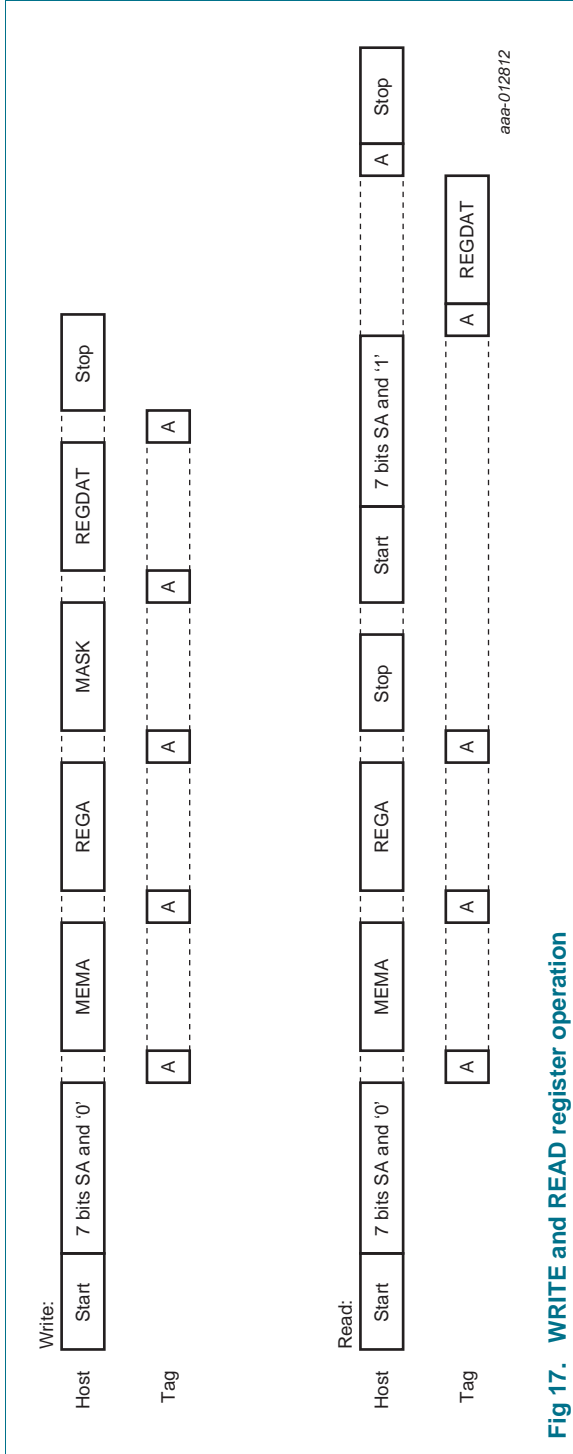 Write:
Host Start 7 bits SA and ‘0’ MEMA REGA MASK REGDAT Stop
Tag A A A A A
Read:
Host Start 7 bits SA and ‘0’ MEMA REGA Stop Start 7 bits SA and ‘1’ A Stop
Tag A A A A REGDAT
aaa-012812
Fig 17. WRITE and READ register operation